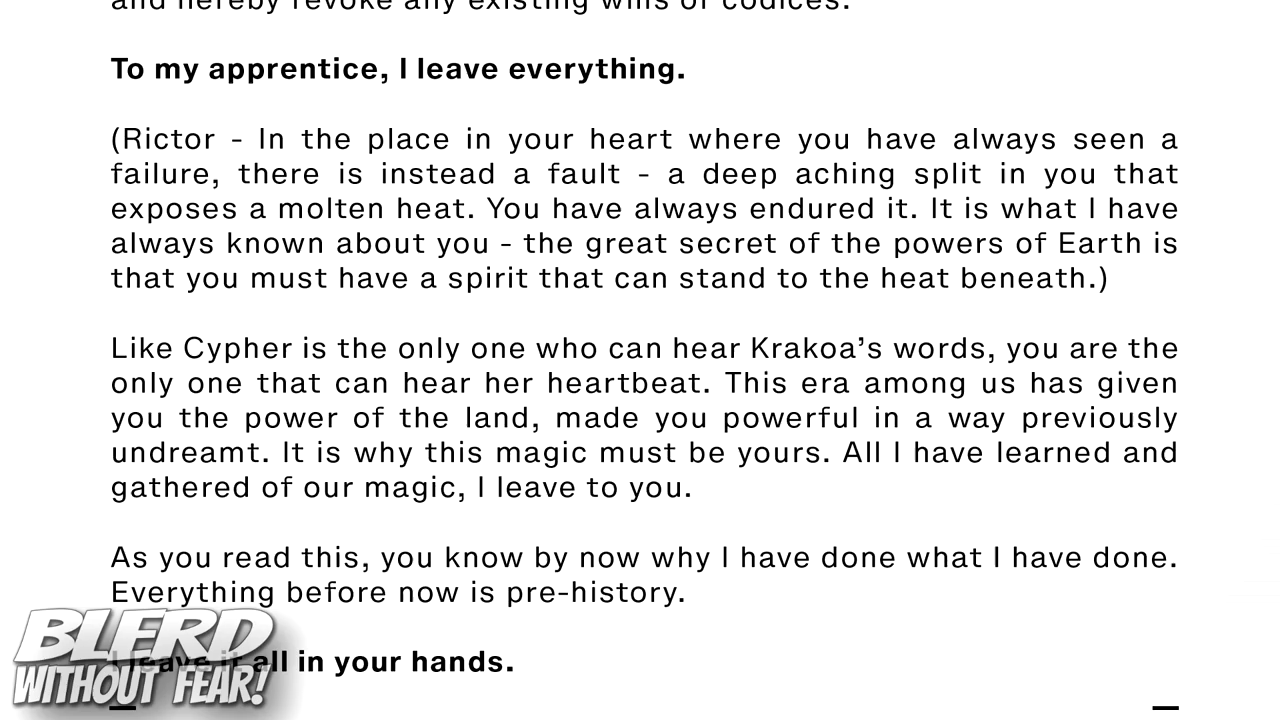 and hereby revoke any existing wills or codices.
To my apprentice, I leave everything.
(Rictor - In the place in your heart where you have always seen a
failure, there is instead a fault - a deep aching split in you that
exposes a molten heat. You have always endured it. It is what I have
always known about you - the great secret of the powers of Earth is
that you must have a spirit that can stand to the heat beneath.)
Like Cypher is the only one who can hear Krakoa’s words, you are the
only one that can hear her heartbeat. This era among us has given
you the power of the land, made you powerful in a way previously
undreamt. It is why this magic must be yours. All I have learned and
gathered of our magic, I leave to you.
As you read this, you know by now why I have done what I have done.
Everything before now is pre-history.
I leave it all in your hands.
BLERD
WITHOUT FEAR!